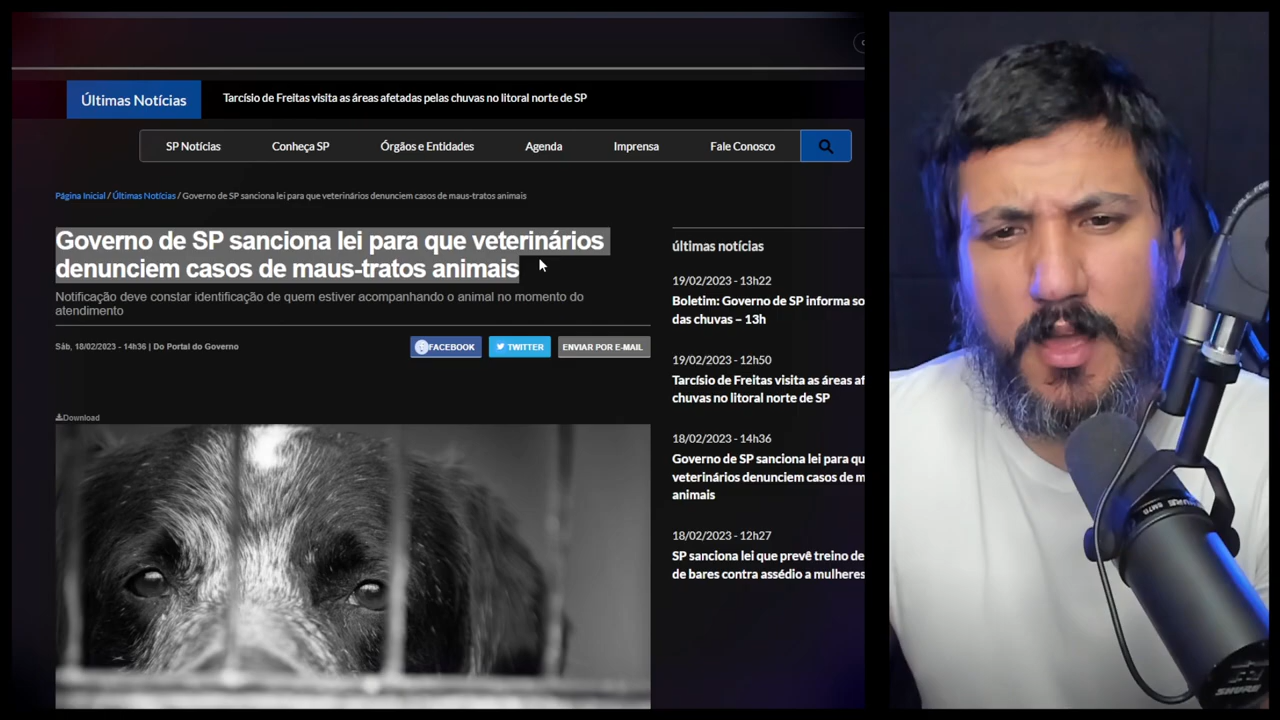 Últimas Notícias
Tarcísio de Freitas visita as áreas afetadas pelas chuvas no litoral norte de SP
SP Notícias
Conheça SP
Órgãos e Entidades
Agenda
Imprensa
Fale Conosco
Página Inicial / Últimas Notícias / Governo de SP sanciona lei para que veterinários denunciem casos de maus-tratos animais
Governo de SP sanciona lei para que veterinários
denunciem casos de maus-tratos animais
Notificação deve constar identificação de quem estiver acompanhando o animal no momento do
atendimento
Sáb, 18/02/2023 - 14h36 | Do Portal do Governo
FACEBOOK
TWITTER
ENVIAR POR E-MAIL
Download
últimas notícias
19/02/2023 - 13h22
Boletim: Governo de SP informa so
das chuvas – 13h
19/02/2023 - 12h50
Tarcísio de Freitas visita as áreas af
chuvas no litoral norte de SP
18/02/2023 - 14h36
Governo de SP sanciona lei para qu
veterinários denunciem casos de m
animais
18/02/2023 - 12h27
SP sanciona lei que prevê treino de
de bares contra assédio a mulheres
SHURE SM7B
SHURE